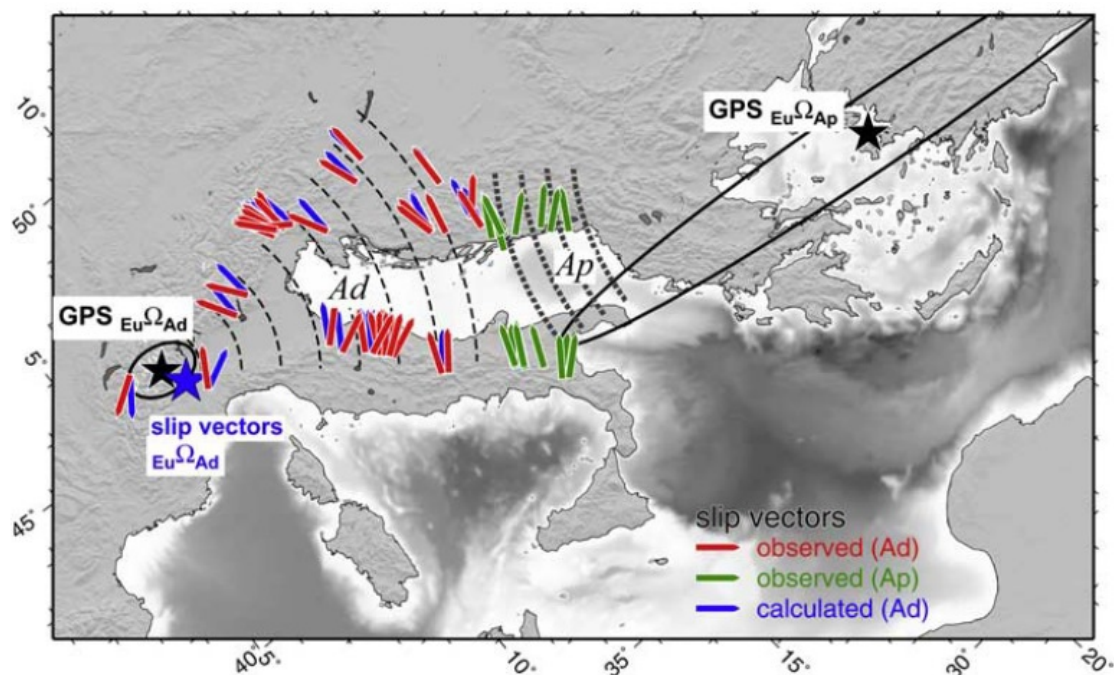 10°
50°
5°
45°
40°
5°
10°
35°
15°
30°
20°
GPS EuΩAp
GPS EuΩAd
Ad
Ap
slip vectors
EuΩAd
slip vectors
observed (Ad)
observed (Ap)
calculated (Ad)